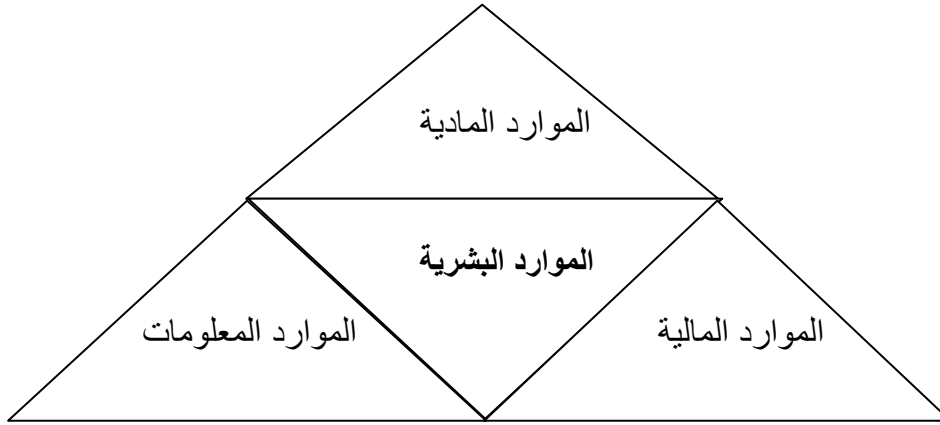 الموارد المادية
الموارد البشرية
الموارد المالية
الموارد المعلومات